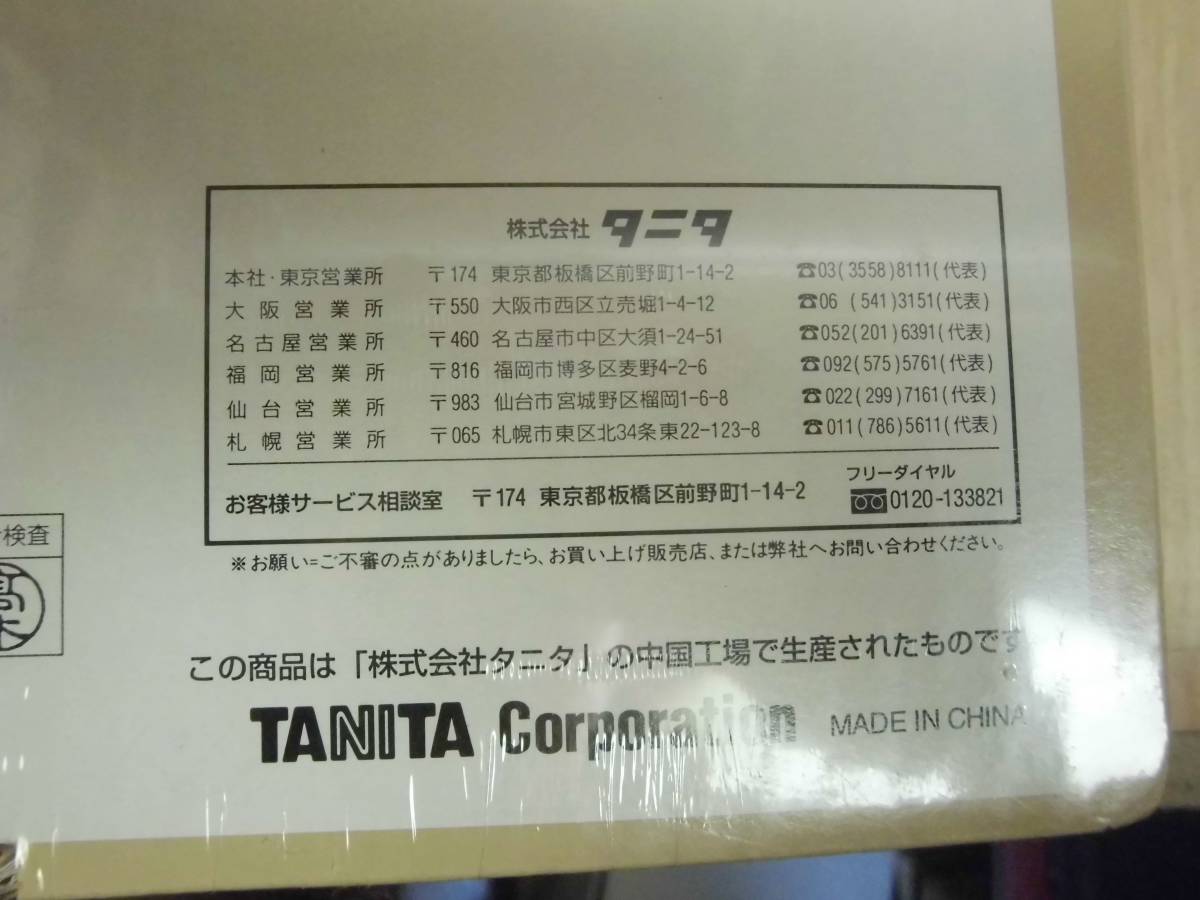 株式会社 タニタ
本社・東京営業所 〒174 東京都板橋区前野町1-14-2 ☎03(3558)8111(代表)
大阪営業所 〒550 大阪市西区立売堀1-4-12 ☎06 (541)3151(代表)
名古屋営業所 〒460 名古屋市中区大須1-24-51 ☎052(201)6391(代表)
福岡営業所 〒816 福岡市博多区麦野4-2-6 ☎092(575)5761(代表)
仙台営業所 〒983 仙台市宮城野区榴岡1-6-8 ☎022(299)7161(代表)
札幌営業所 〒065 札幌市東区北34条東22-123-8 ☎011(786)5611(代表)
フリーダイヤル
お客様サービス相談室 〒174 東京都板橋区前野町1-14-2 0120-133821
※お願い=ご不審の点がありましたら、お買い上げ販売店、または弊社へお問い合わせください。
検査
髙木
この商品は「株式会社タニタ」の中国工場で生産されたものです。
TANITA Corporation MADE IN CHINA